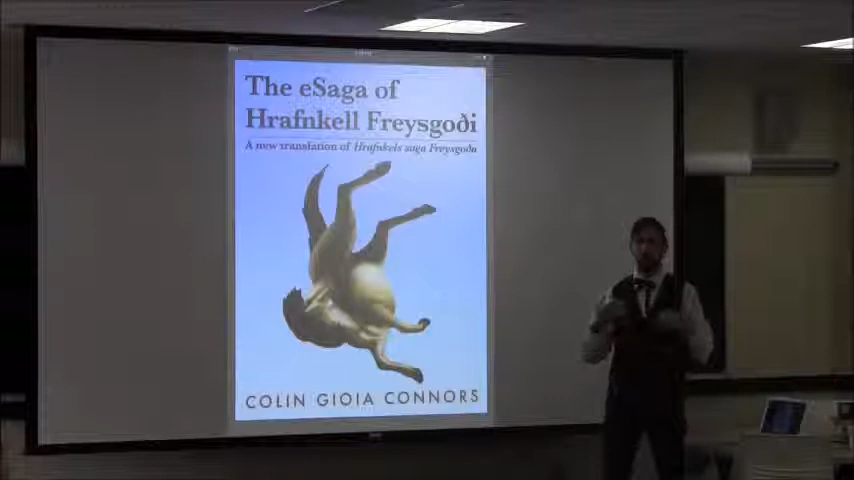 The eSaga of
Hrafnkell Freysgoði
A new translation of Hrafnkels saga Freysgoða
COLIN GIOIA CONNORS